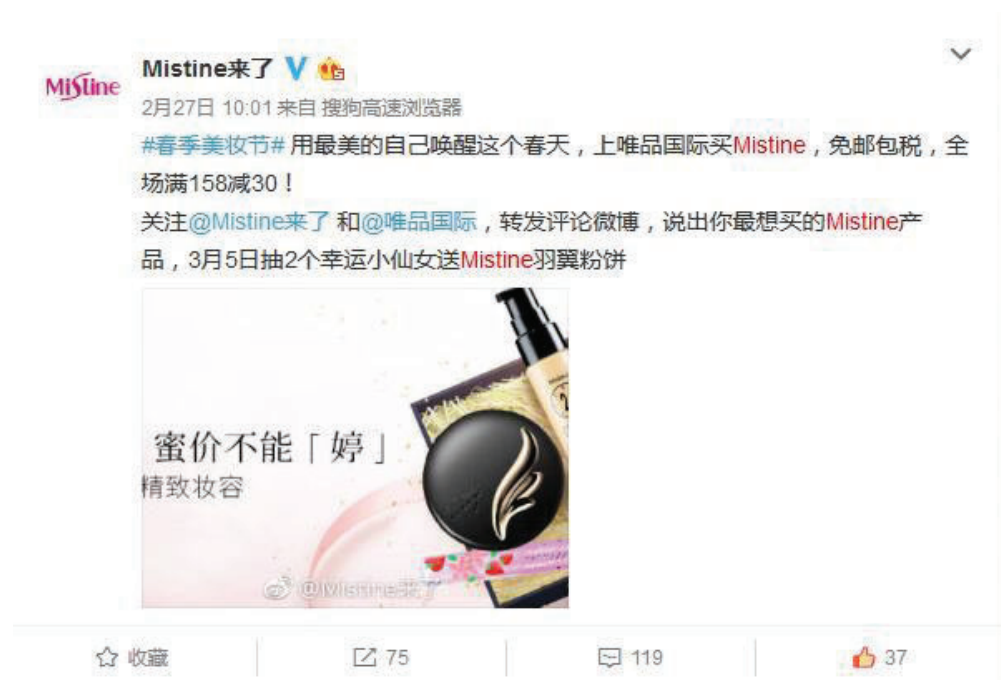 Mistine
Mistine来了
2月27日 10:01 来自 搜狗高速浏览器
#春季美妆节# 用最美的自己唤醒这个春天，上唯品国际买Mistine，免邮包税，全
场满158减30！
关注@Mistine来了 和@唯品国际，转发评论微博，说出你最想买的Mistine产
品，3月5日抽2个幸运小仙女送Mistine羽翼粉饼
蜜价不能「婷」
精致妆容
2
@Mistine来了
收藏
75
119
37